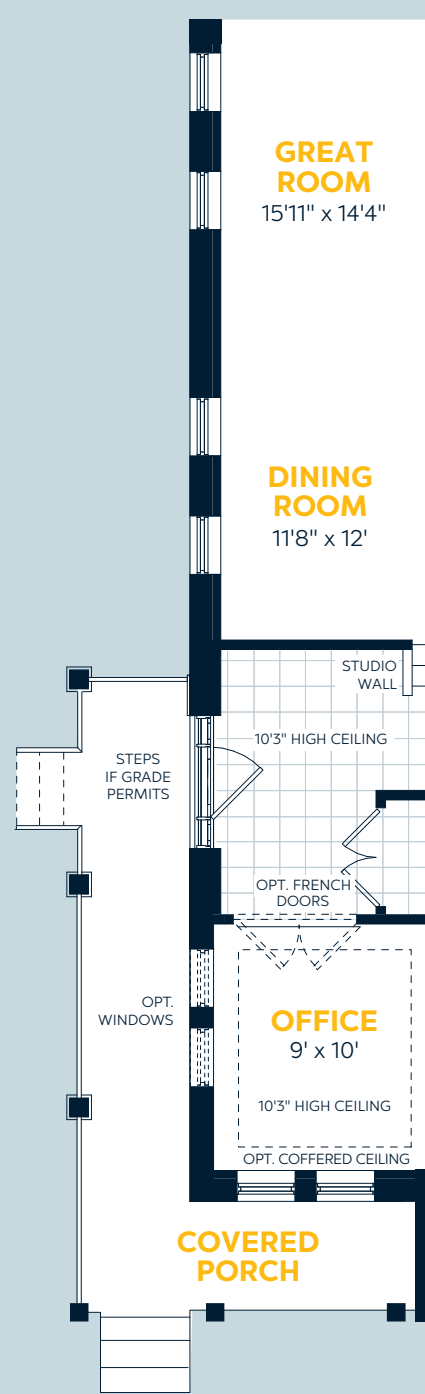 GREAT
ROOM
15'11" x 14'4"
DINING
ROOM
11'8" x 12'
STUDIO
WALL
10'3" HIGH CEILING
STEPS
IF GRADE
PERMITS
OPT. FRENCH
DOORS
OPT.
WINDOWS
OFFICE
9' x 10'
10'3" HIGH CEILING
OPT. COFFERED CEILING
COVERED
PORCH